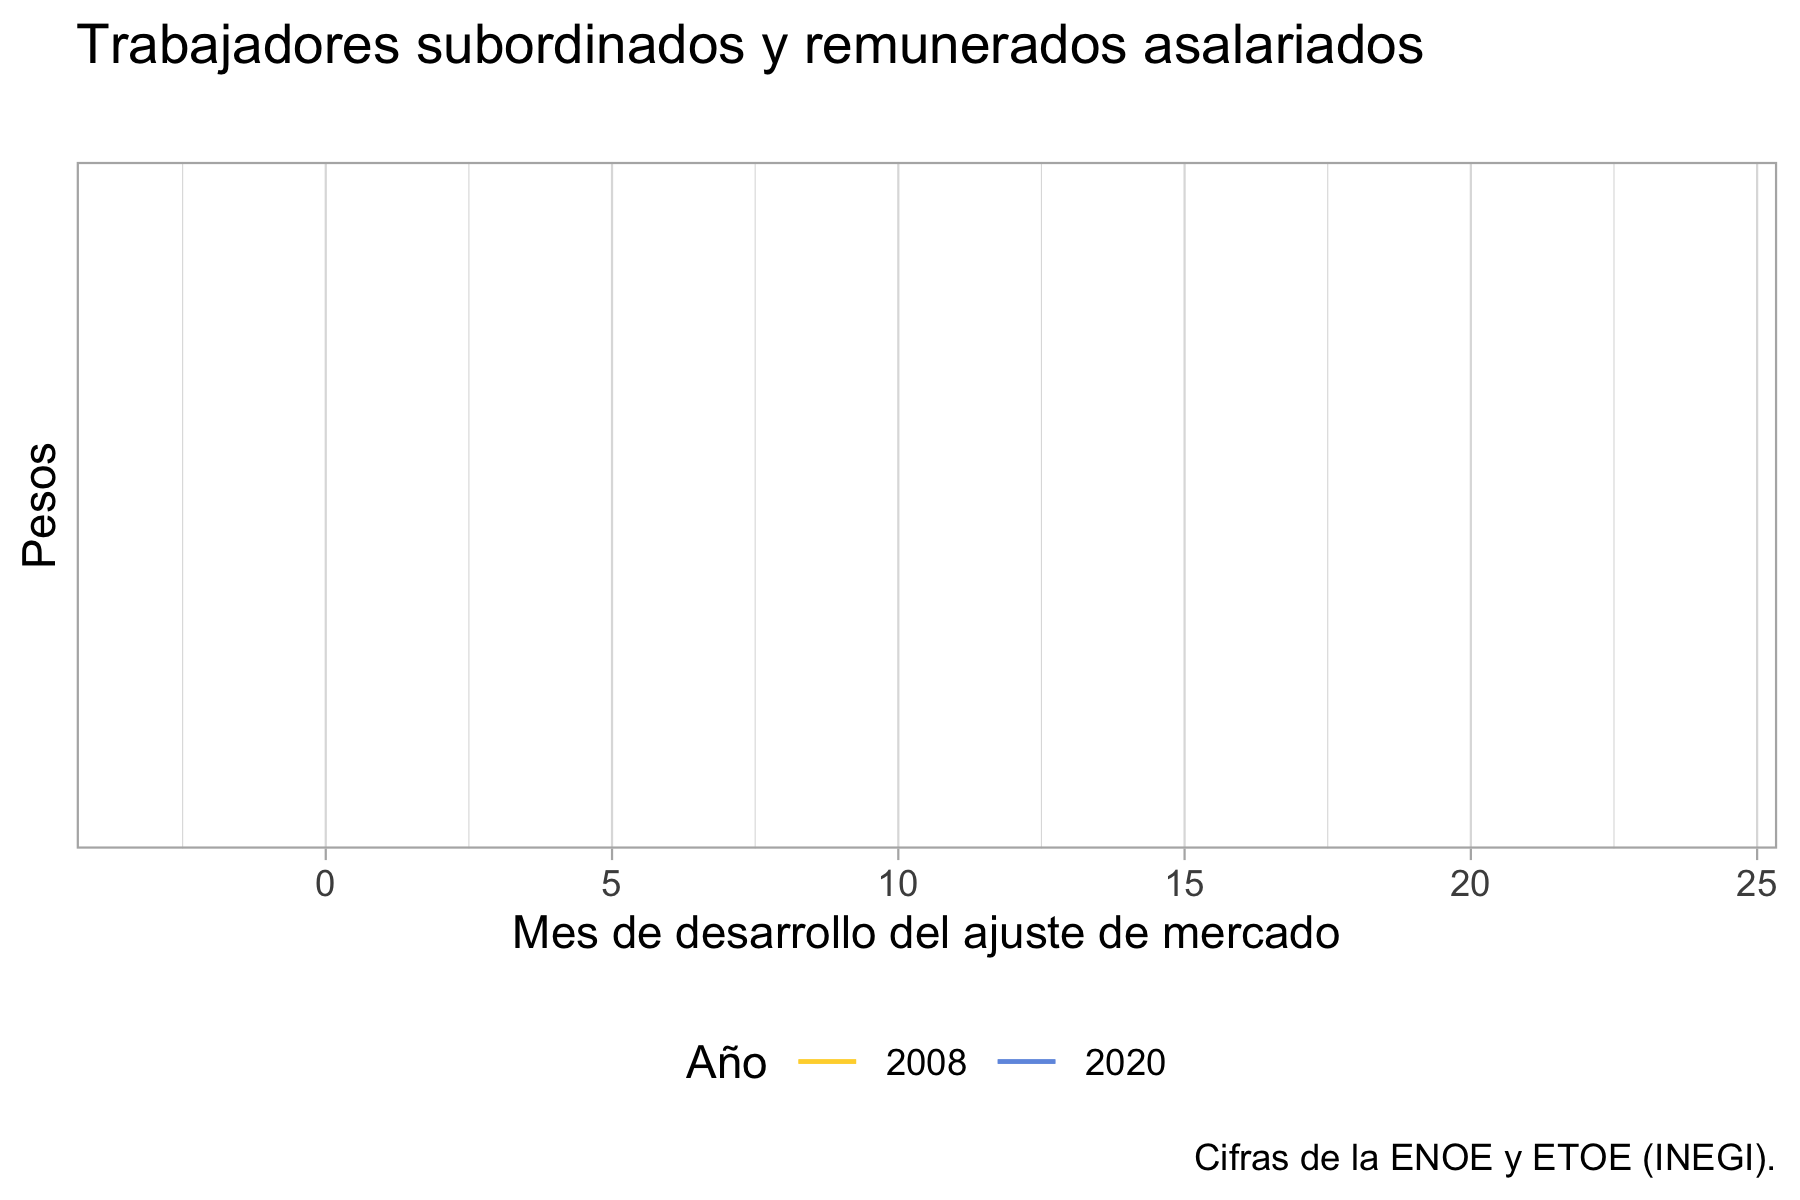 Trabajadores subordinados y remunerados asalariados
Pesos
0 5 10 15 20 25
Mes de desarrollo del ajuste de mercado
Año 2008 2020
Cifras de la ENOE y ETOE (INEGI).